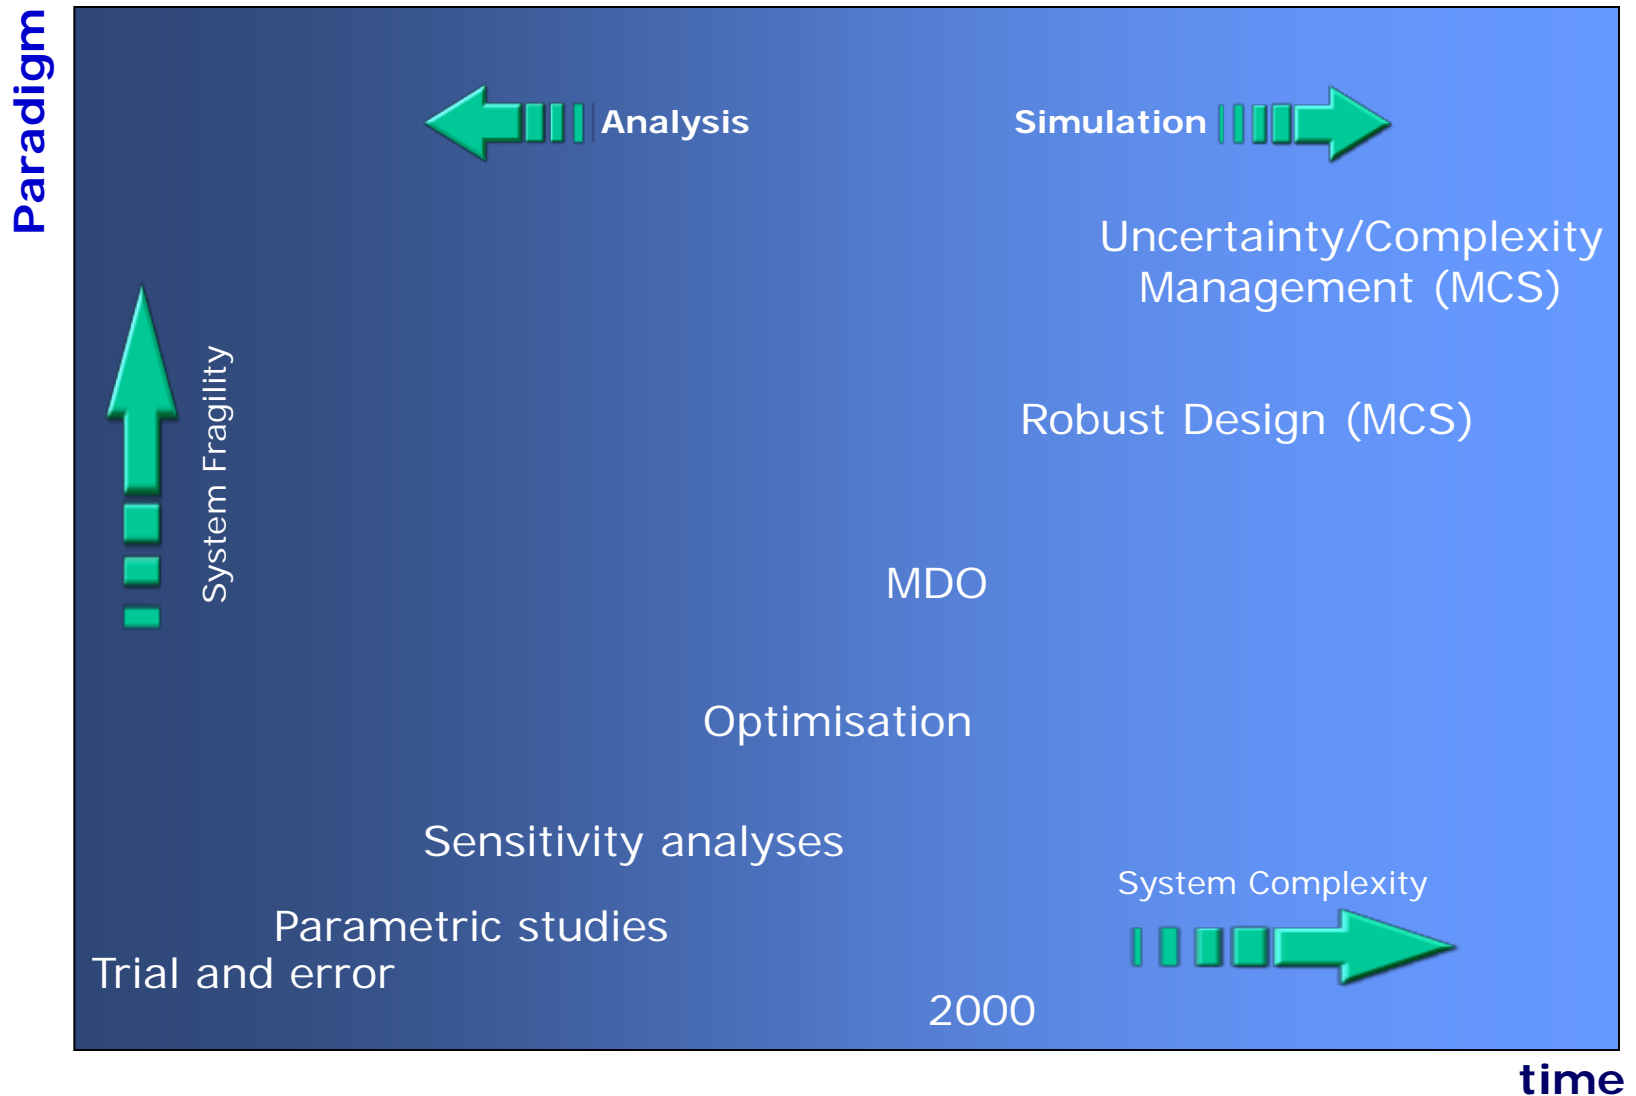 Paradigm
Analysis
Simulation
Uncertainty/Complexity
Management (MCS)
System Fragility
Robust Design (MCS)
MDO
Optimisation
Sensitivity analyses
System Complexity
Parametric studies
Trial and error
2000
time